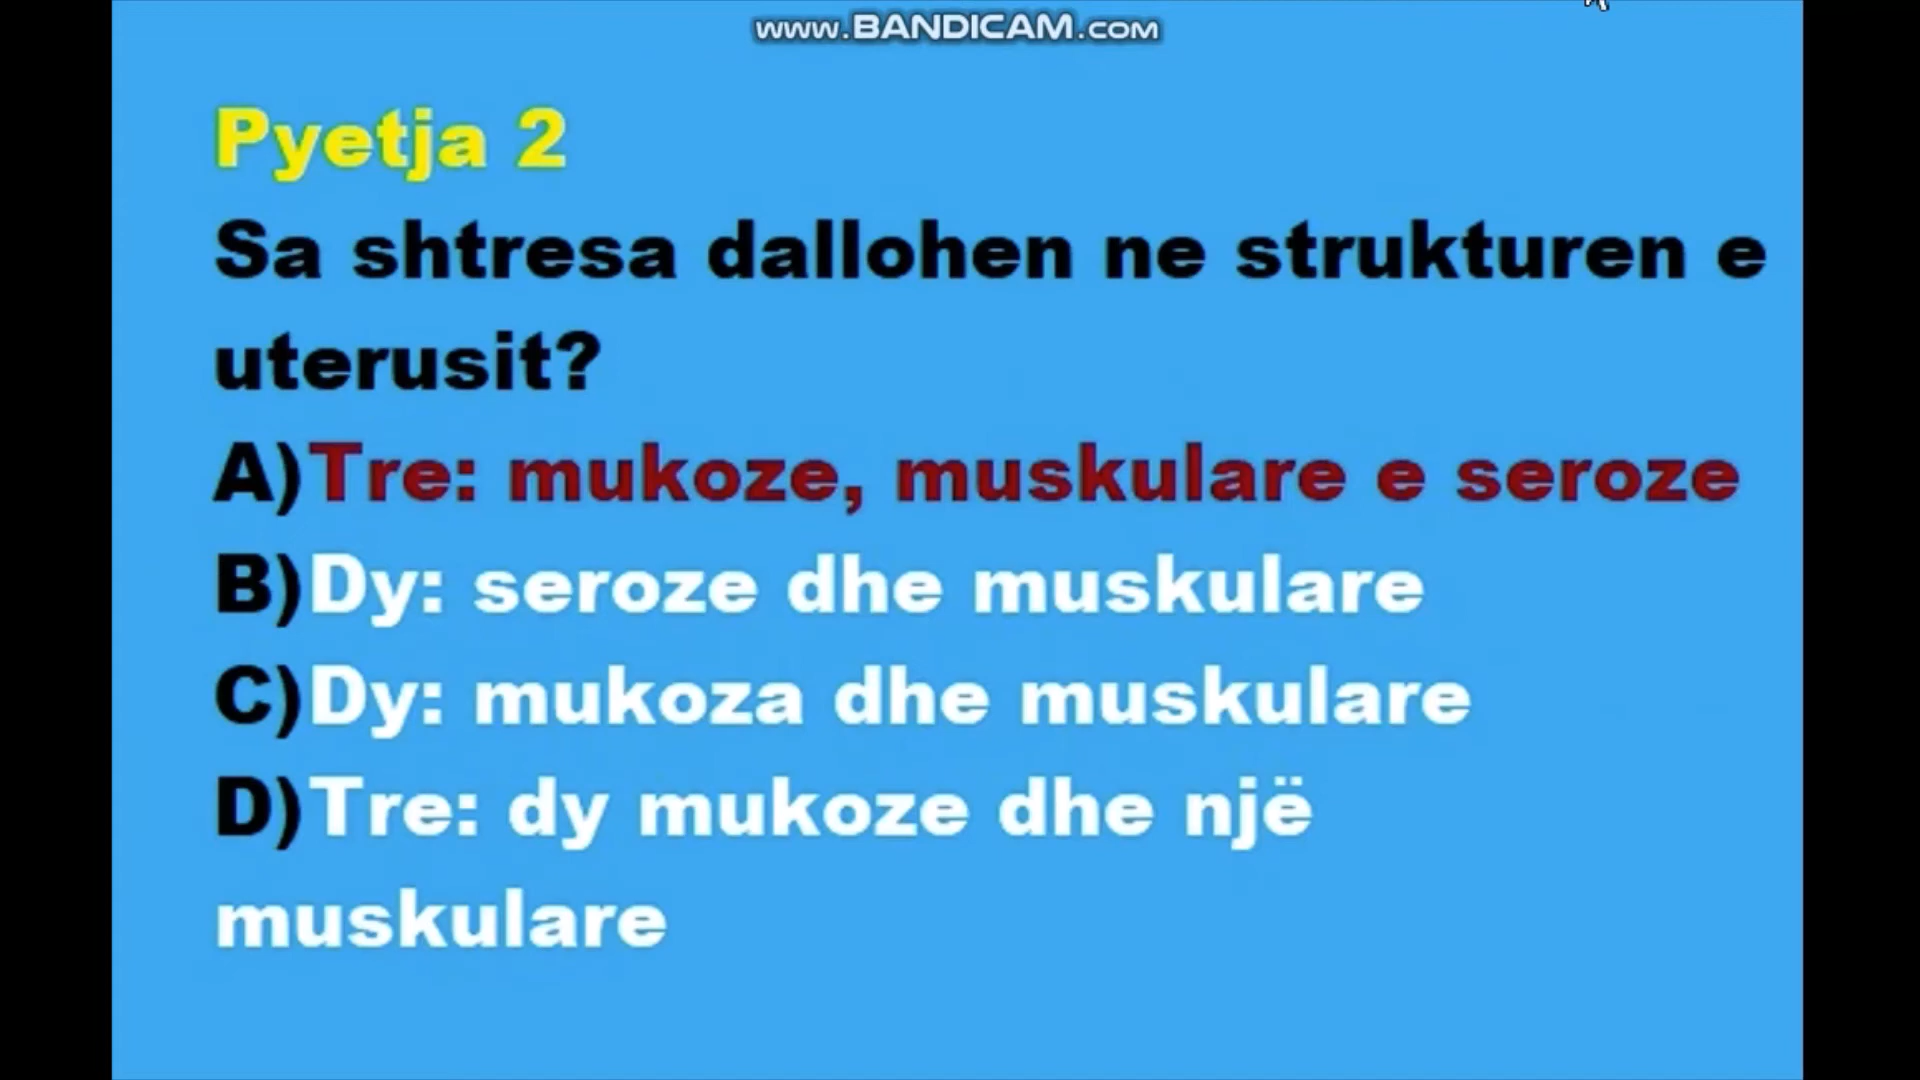 www.BANDICAM.com
Pyetja 2
Sa shtresa dallohen ne strukturen e
uterusit?
A)Tre: mukoze, muskulare e seroze
B)Dy: seroze dhe muskulare
C)Dy: mukoza dhe muskulare
D)Tre: dy mukoze dhe një
muskulare